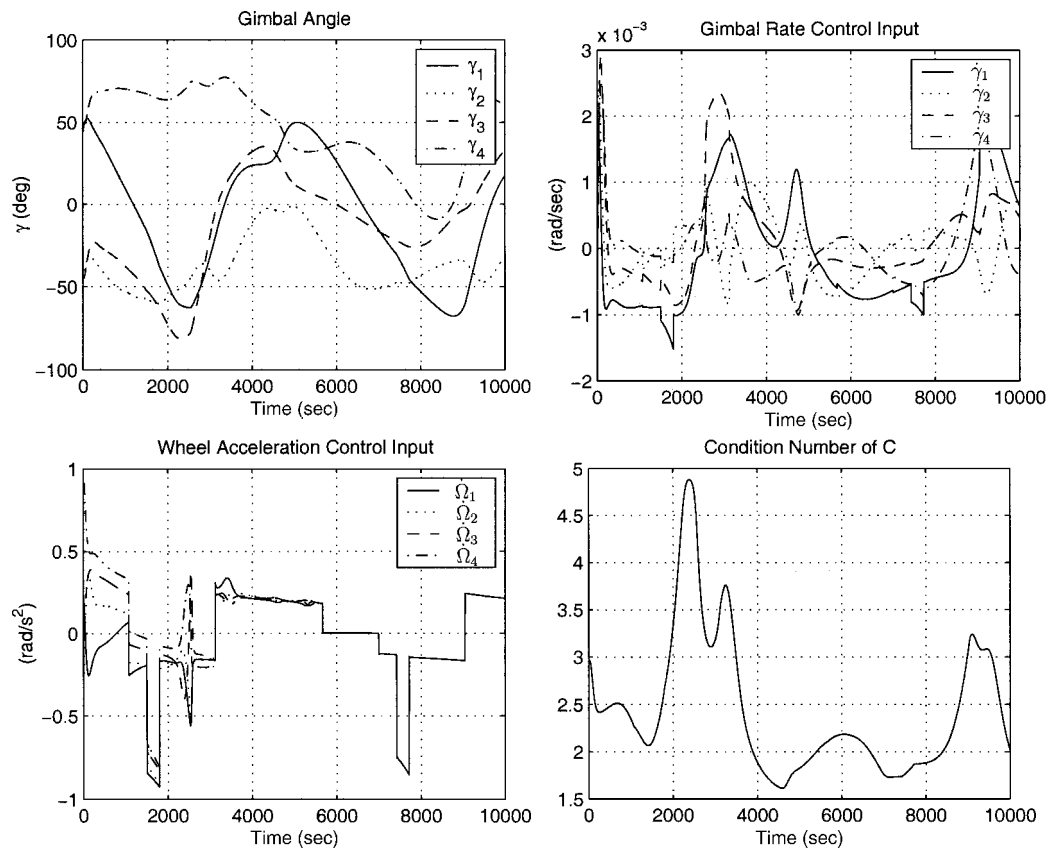 Gimbal Angle
100
50
0
−50
−100
γ (deg)
0
2000
4000
6000
8000
10000
Time (sec)
γ1
γ2
γ3
γ4
Gimbal Rate Control Input
x 10−3
3
2
1
0
−1
−2
(rad/sec)
0
2000
4000
6000
8000
10000
Time (sec)
γ̇1
γ̇2
γ̇3
γ̇4
Wheel Acceleration Control Input
1
0.5
0
−0.5
−1
(rad/s2)
0
2000
4000
6000
8000
10000
Time (sec)
Ω̇1
Ω̇2
Ω̇3
Ω̇4
Condition Number of C
5
4.5
4
3.5
3
2.5
2
1.5
0
2000
4000
6000
8000
10000
Time (sec)